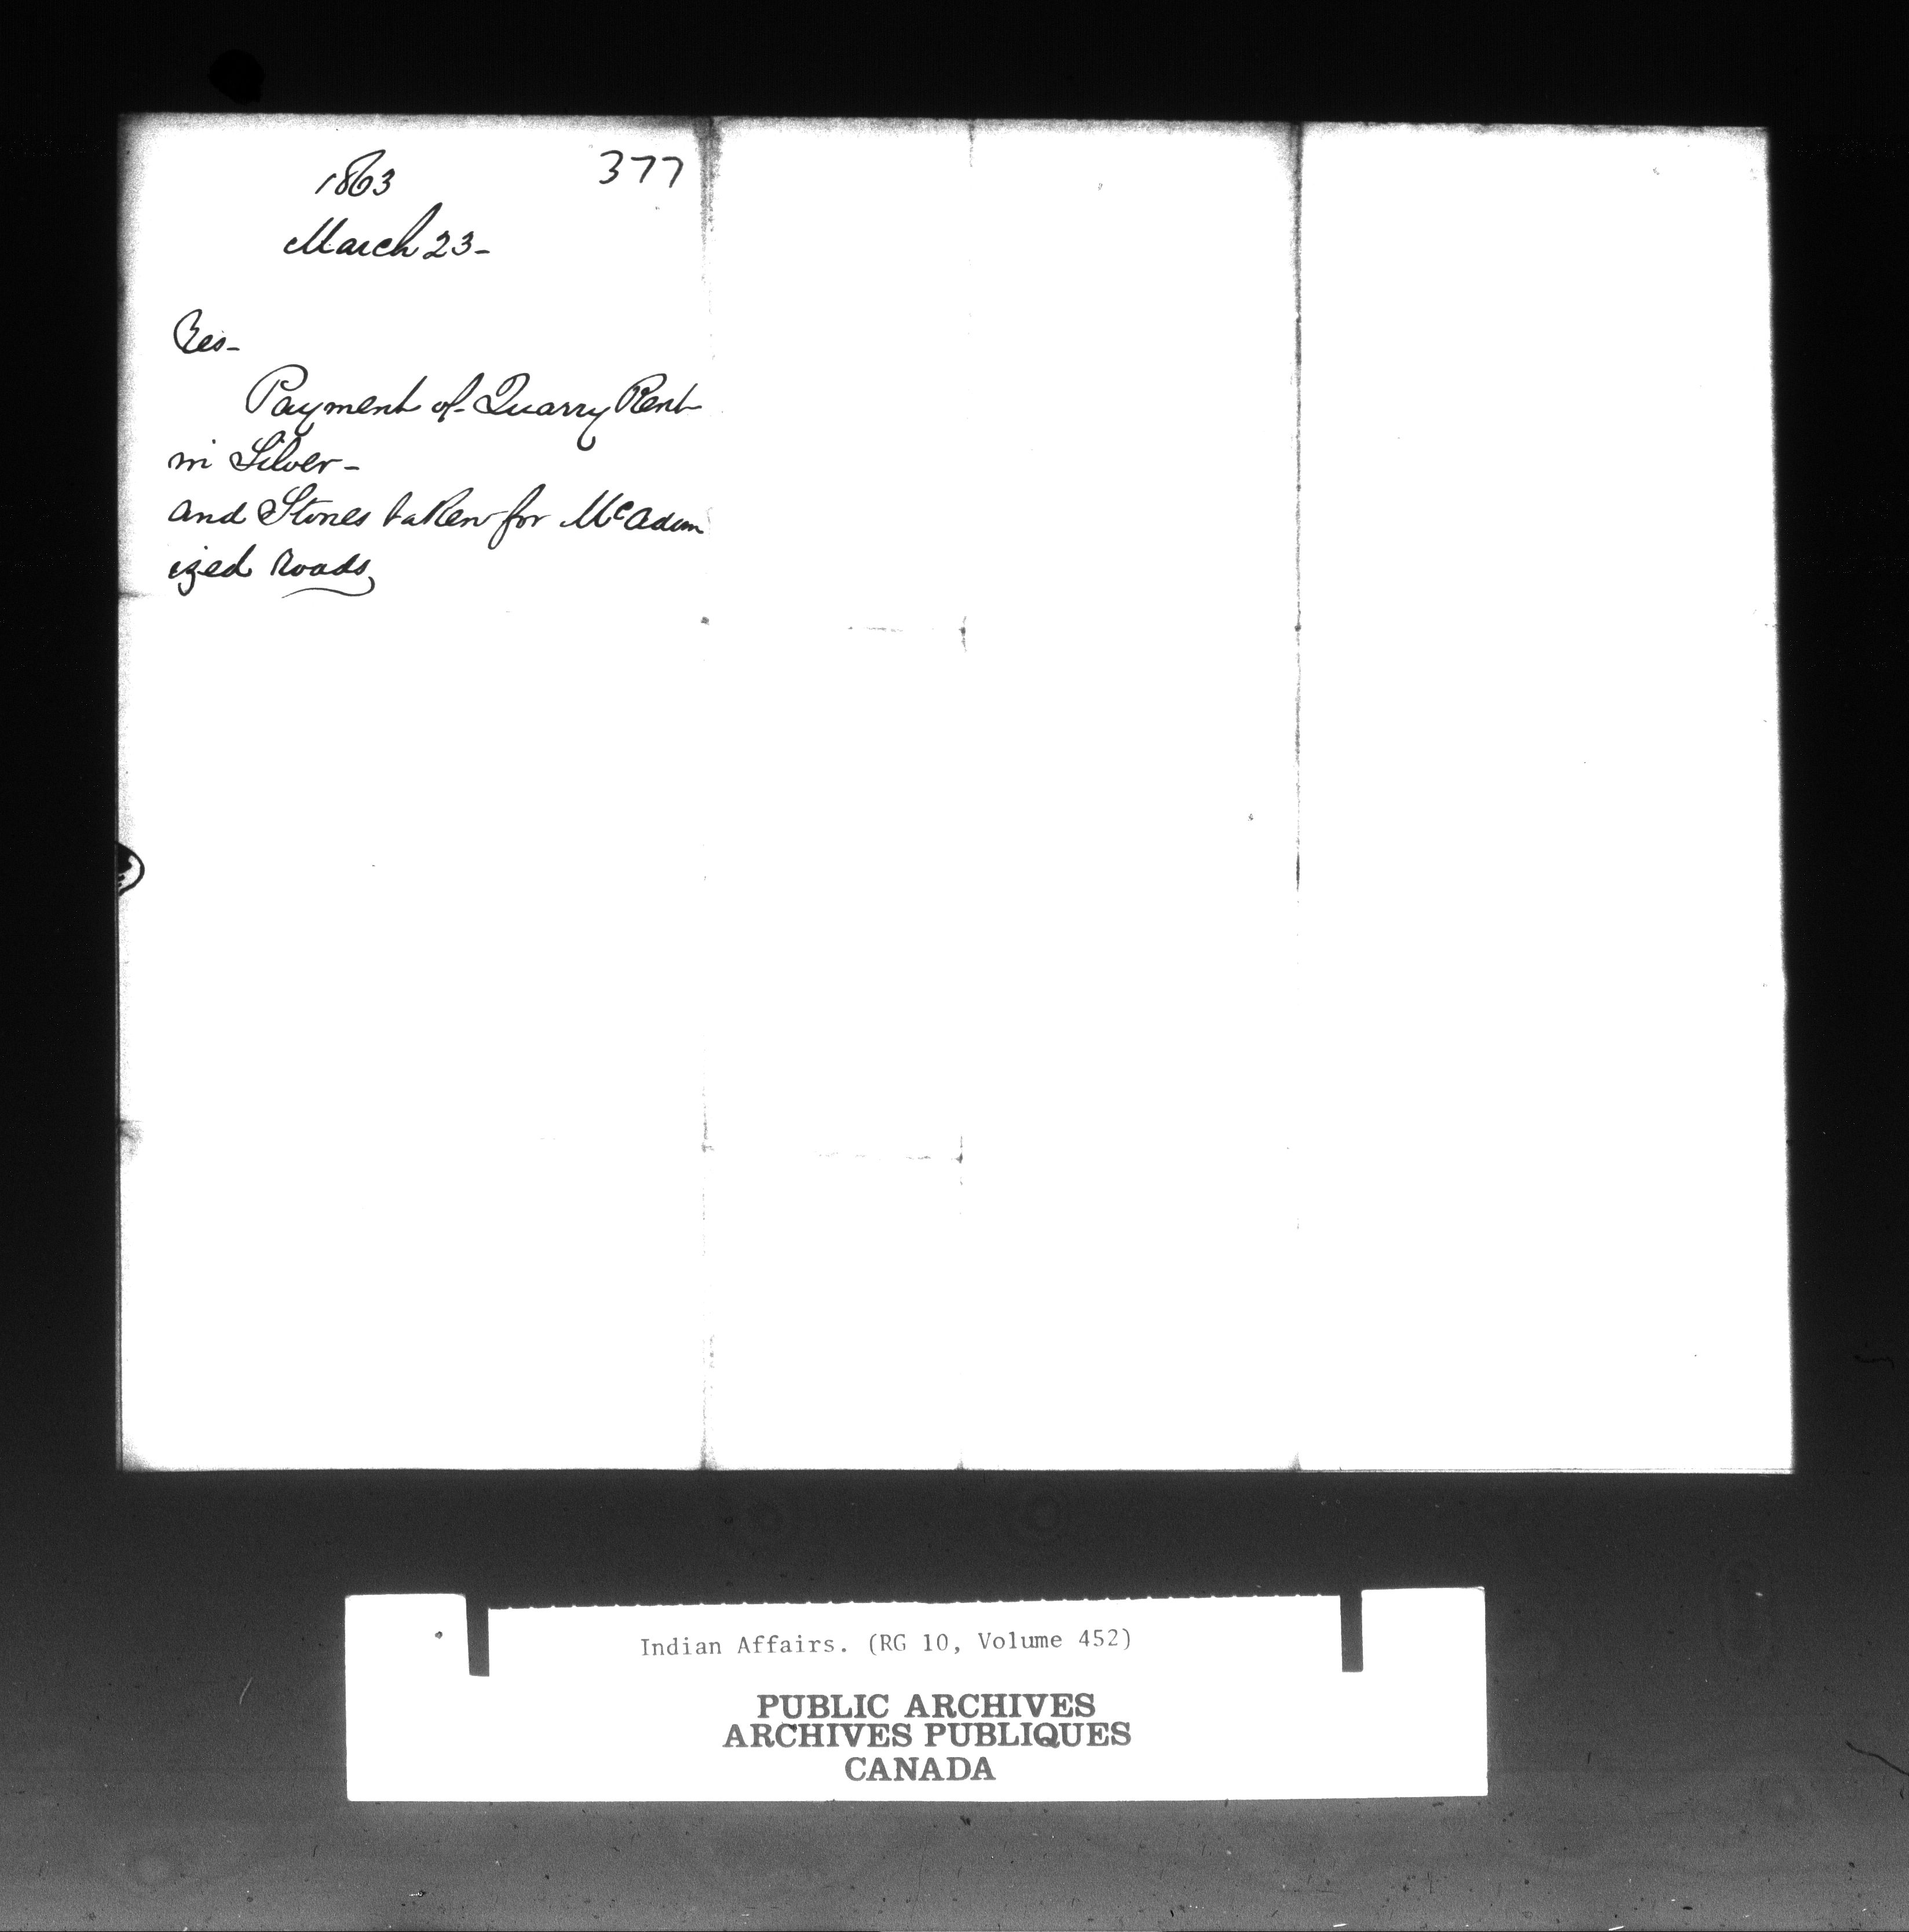 1863
377
March 23-
Res-
Payment of Quarry Rent
in Silver-
and Stones taken for McAdam
ized Roads
Indian Affairs. (RG 10, Volume 452)
PUBLIC ARCHIVES
ARCHIVES PUBLIQUES
CANADA